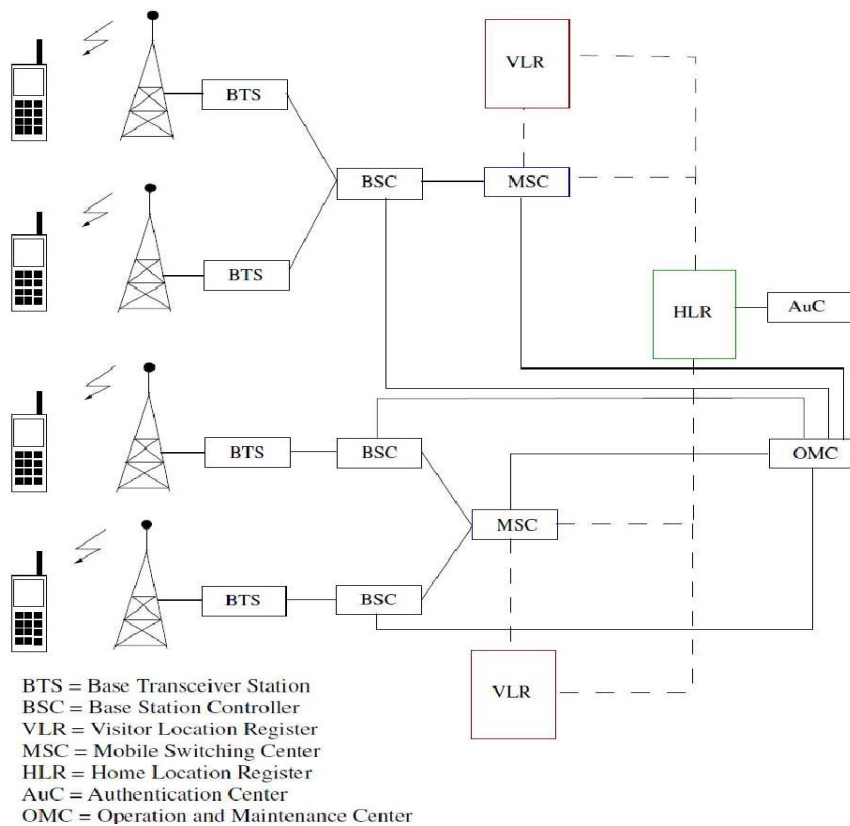 VLR
BTS
BSC
MSC
BTS
HLR
AuC
BTS
BSC
OMC
MSC
BTS
BSC
VLR
BTS = Base Transceiver Station
BSC = Base Station Controller
VLR = Visitor Location Register
MSC = Mobile Switching Center
HLR = Home Location Register
AuC = Authentication Center
OMC = Operation and Maintenance Center